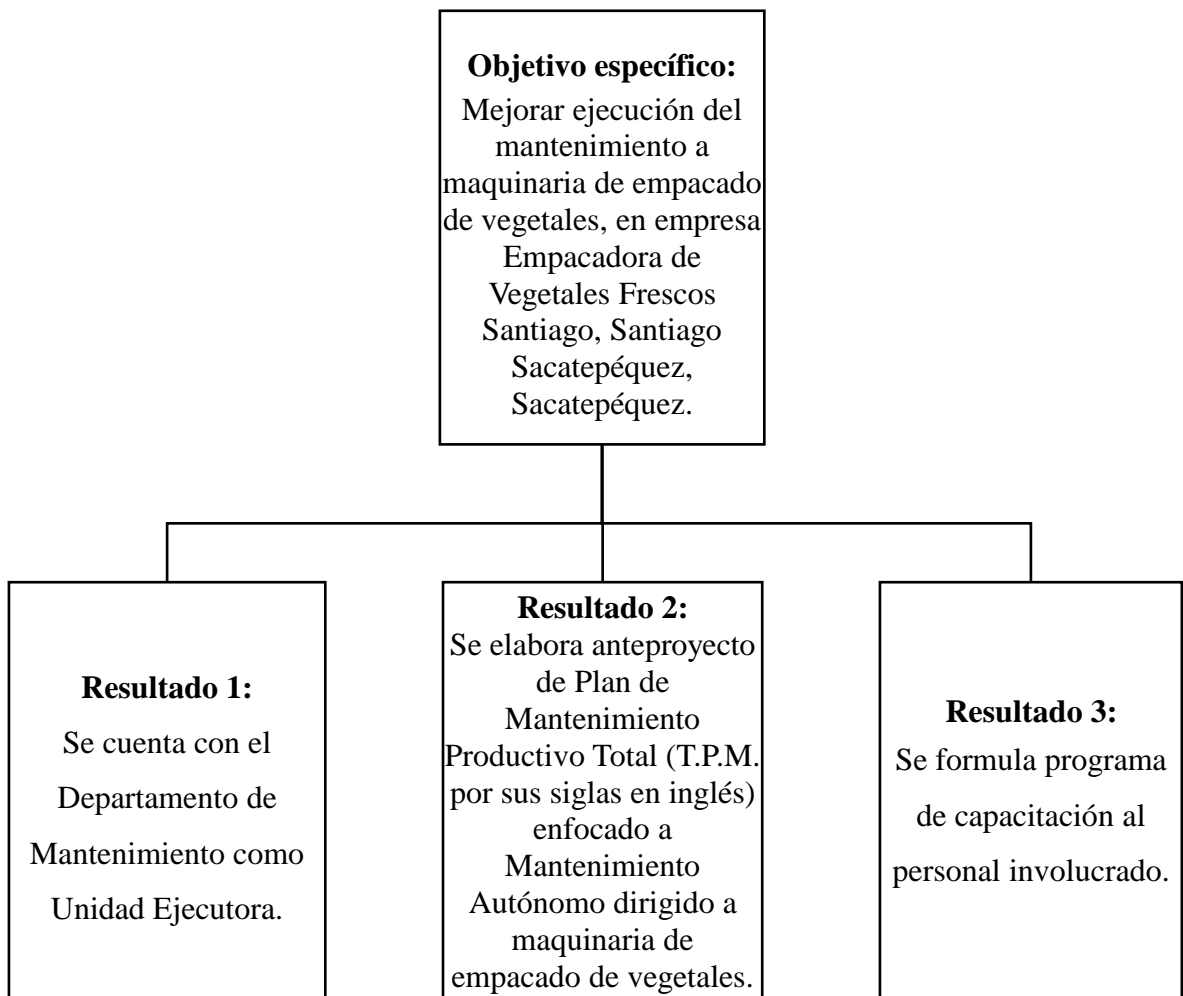 Objetivo específico:
Mejorar ejecución del
mantenimiento a
maquinaria de empacado
de vegetales, en empresa
Empacadora de
Vegetales Frescos
Santiago, Santiago
Sacatepéquez,
Sacatepéquez.
Resultado 1:
Se cuenta con el
Departamento de
Mantenimiento como
Unidad Ejecutora.
Resultado 2:
Se elabora anteproyecto
de Plan de
Mantenimiento
Productivo Total (T.P.M.
por sus siglas en inglés)
enfocado a
Mantenimiento
Autónomo dirigido a
maquinaria de
empacado de vegetales.
Resultado 3:
Se formula programa
de capacitación al
personal involucrado.